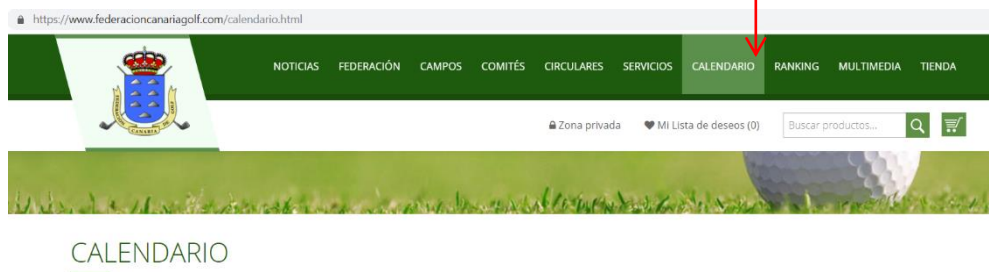 https://www.federacioncanariagolf.com/calendario.html
NOTICIAS FEDERACIÓN CAMPOS COMITÉS CIRCULARES SERVICIOS CALENDARIO RANKING MULTIMEDIA TIENDA
CANARIA
Zona privada Mi Lista de deseos (0) Buscar productos...
CALENDARIO